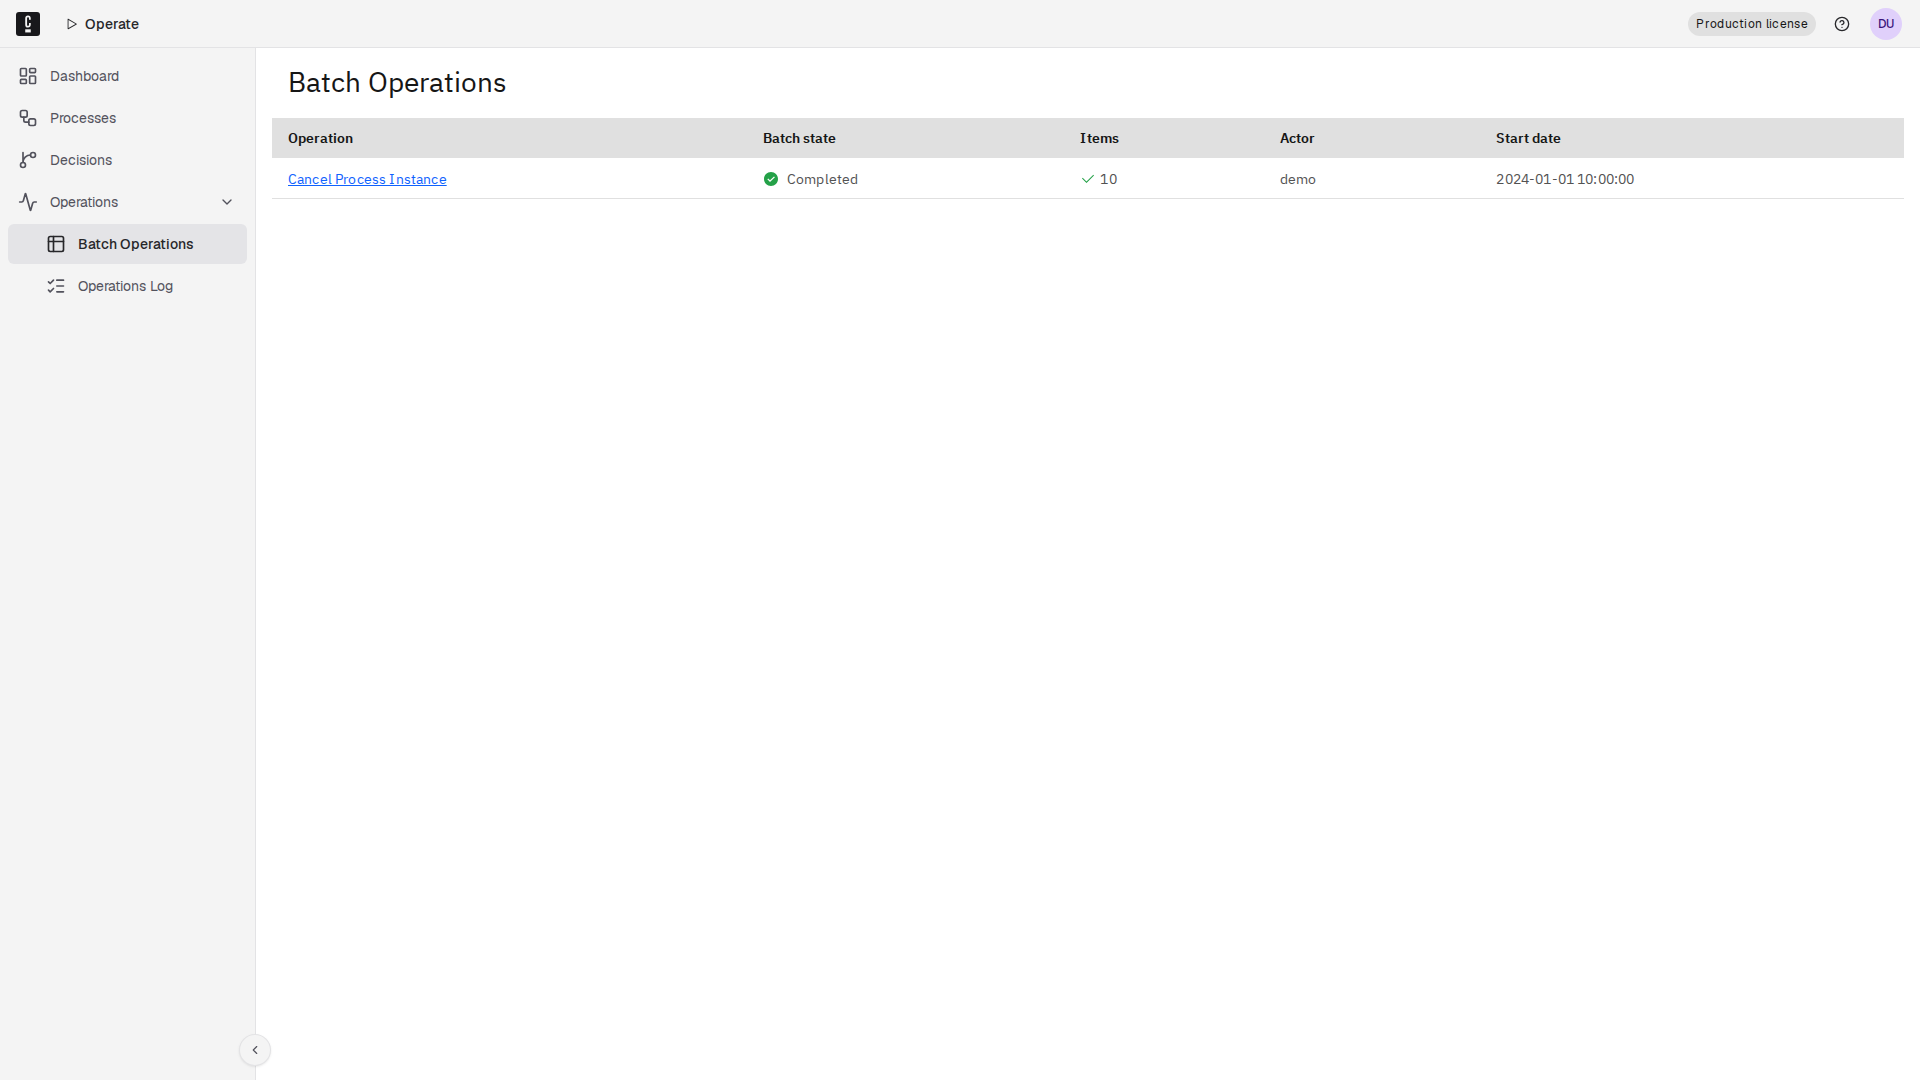 Operate
Production license
DU
Dashboard
Processes
Decisions
Operations
Batch Operations
Operations Log
Batch Operations
Operation Batch state Items Actor Start date
Cancel Process Instance Completed 10 demo 2024-01-01 10:00:00